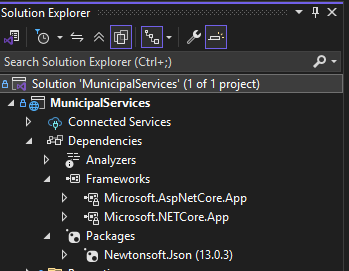 Solution Explorer
Search Solution Explorer (Ctrl+;)
Solution 'MunicipalServices' (1 of 1 project)
MunicipalServices
Connected Services
Dependencies
Analyzers
Frameworks
Microsoft.AspNetCore.App
Microsoft.NETCore.App
Packages
Newtonsoft.Json (13.0.3)